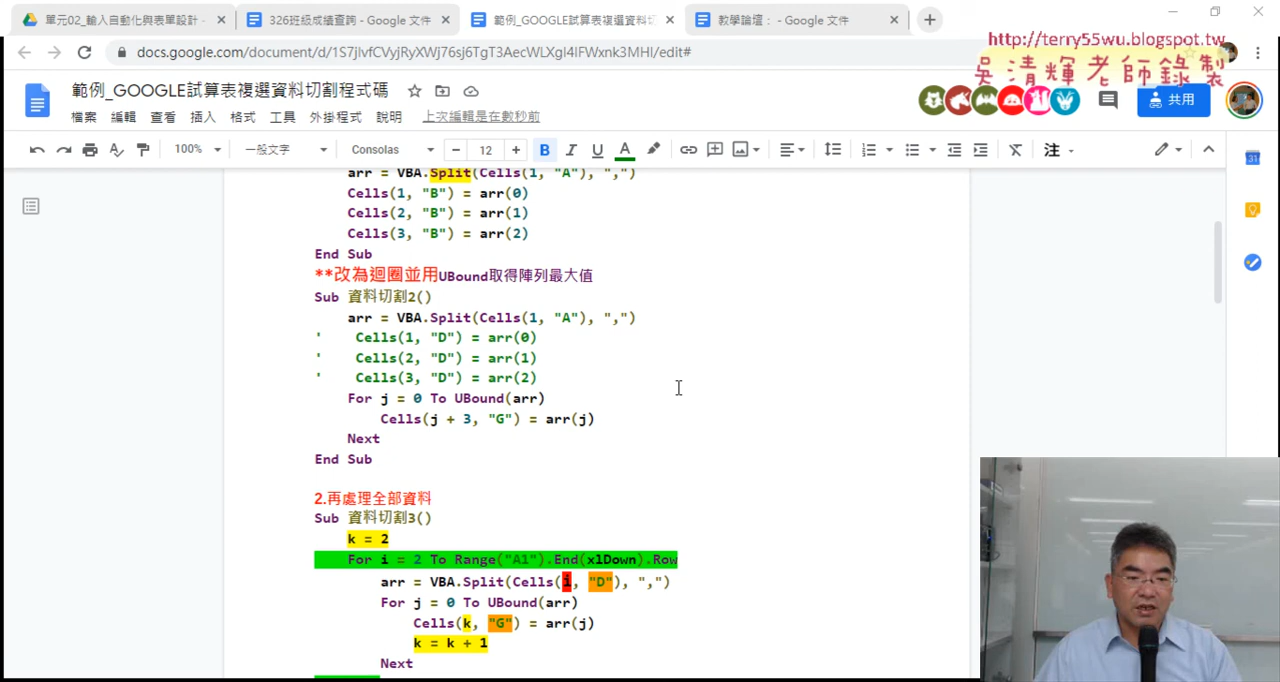 單元02_輸入自動化與表單設計 -
326班級成績查詢 - Google 文件
範例_GOOGLE試算表複選資料切
教學論壇： - Google 文件
docs.google.com/document/d/1S7jIvfCVyjRyXWj76sj6TgT3AecWLXgI4lFWxnk3MHI/edit#
http://terry55wu.blogspot.tw
吳清輝老師錄製
範例_GOOGLE試算表複選資料切割程式碼
共用
檔案 編輯 查看 插入 格式 工具 外掛程式 說明 上次編輯是在數秒前
100% 一般文字 Consolas - 12 + B I U A 注
31
arr = VBA.Split(Cells(1, "A"), ",")
Cells(1, "B") = arr(0)
Cells(2, "B") = arr(1)
Cells(3, "B") = arr(2)
End Sub
**改為迴圈並用UBound取得陣列最大值
Sub 資料切割2()
arr = VBA.Split(Cells(1, "A"), ",")
' Cells(1, "D") = arr(0)
' Cells(2, "D") = arr(1)
' Cells(3, "D") = arr(2)
For j = 0 To UBound(arr)
Cells(j + 3, "G") = arr(j)
Next
End Sub
2.再處理全部資料
Sub 資料切割3()
k = 2
For i = 2 To Range("A1").End(xlDown).Row
arr = VBA.Split(Cells(i, "D"), ",")
For j = 0 To UBound(arr)
Cells(k, "G") = arr(j)
k = k + 1
Next